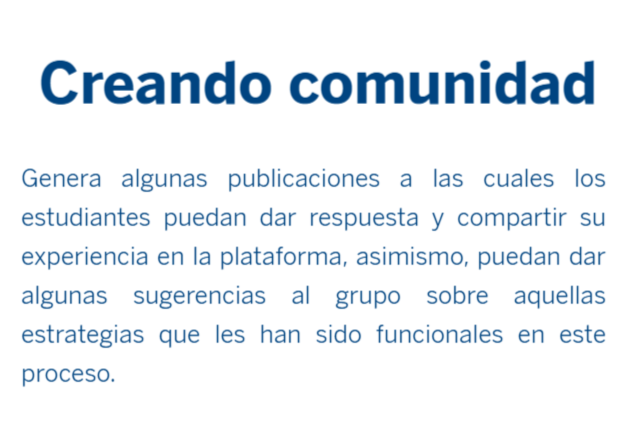 Creando comunidad
Genera algunas publicaciones a las cuales los
estudiantes puedan dar respuesta y compartir su
experiencia en la plataforma, asimismo, puedan dar
algunas sugerencias al grupo sobre aquellas
estrategias que les han sido funcionales en este
proceso.